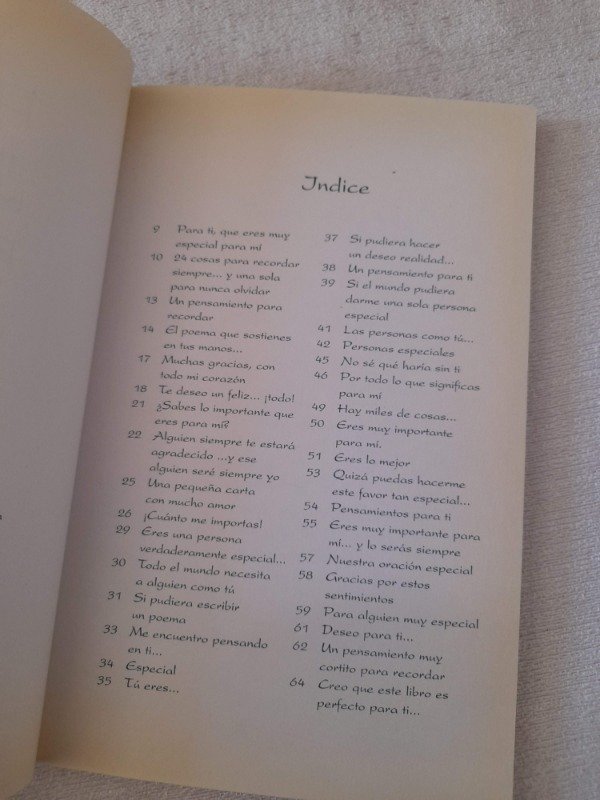 Indice
9 Para ti, que eres muy
especial para mí
10 24 cosas para recordar
siempre... y una sola
para nunca olvidar
13 Un pensamiento para
recordar
14 El poema que sostienes
en tus manos...
17 Muchas gracias, con
todo mi corazón
18 Te deseo un feliz... ¡todo!
21 ¿Sabes lo importante que
eres para mí?
22 Alguien siempre te estará
agradecido ...y ese
alguien seré siempre yo
25 Una pequeña carta
con mucho amor
26 ¡Cuánto me importas!
29 Eres una persona
verdaderamente especial...
30 Todo el mundo necesita
a alguien como tú
31 Si pudiera escribir
un poema
33 Me encuentro pensando
en ti...
34 Especial
35 Tú eres...
37 Si pudiera hacer
un deseo realidad...
38 Un pensamiento para ti
39 Si el mundo pudiera
darme una sola persona
especial
41 Las personas como tú...
42 Personas especiales
45 No sé qué haría sin ti
46 Por todo lo que significas
para mí
49 Hay miles de cosas...
50 Eres muy importante
para mí.
51 Eres lo mejor
53 Quizá puedas hacerme
este favor tan especial...
54 Pensamientos para ti
55 Eres muy importante para
mí... y lo serás siempre
57 Nuestra oración especial
58 Gracias por estos
sentimientos
59 Para alguien muy especial
61 Deseo para ti...
62 Un pensamiento muy
cortito para recordar
64 Creo que este libro es
perfecto para ti...